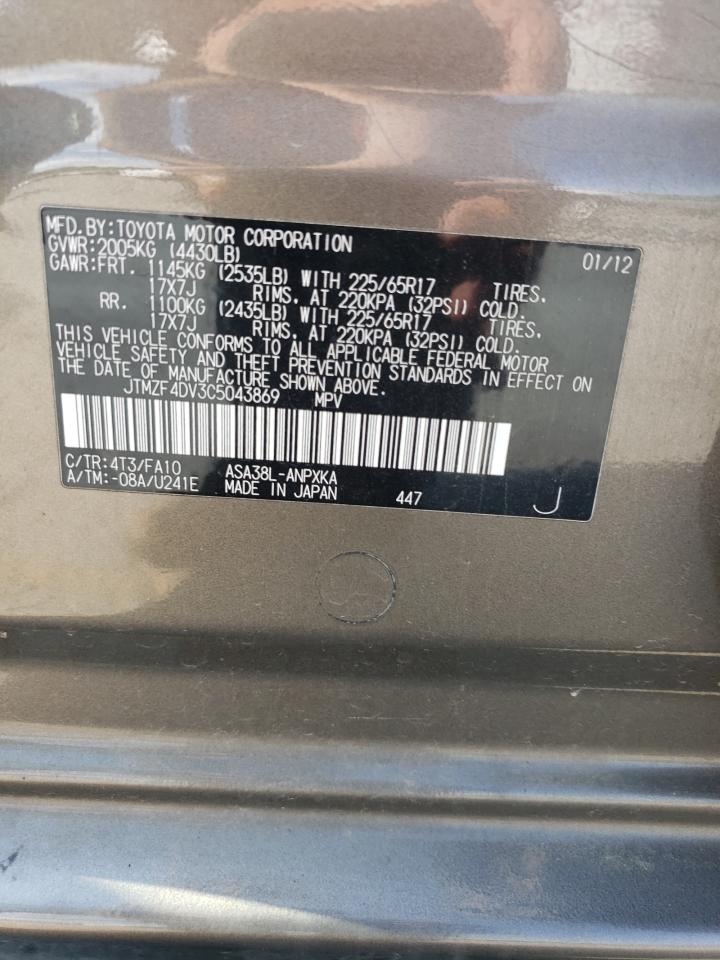 MFD.BY:TOYOTA MOTOR CORPORATION 01/12
GVWR:2005KG (4430LB)
GAWR:FRT. 1145KG (2535LB) WITH 225/65R17 TIRES,
17X7J RIMS, AT 220KPA (32PSI) COLD.
RR. 1100KG (2435LB) WITH 225/65R17 TIRES,
17X7J RIMS, AT 220KPA (32PSI) COLD.
THIS VEHICLE CONFORMS TO ALL APPLICABLE FEDERAL MOTOR
VEHICLE SAFETY AND THEFT PREVENTION STANDARDS IN EFFECT ON
THE DATE OF MANUFACTURE SHOWN ABOVE.
JTMZF4DV3C5043869 MPV
C/TR:4T3/FA10 ASA38L-ANPXKA
A/TM:-08A/U241E MADE IN JAPAN 447 J